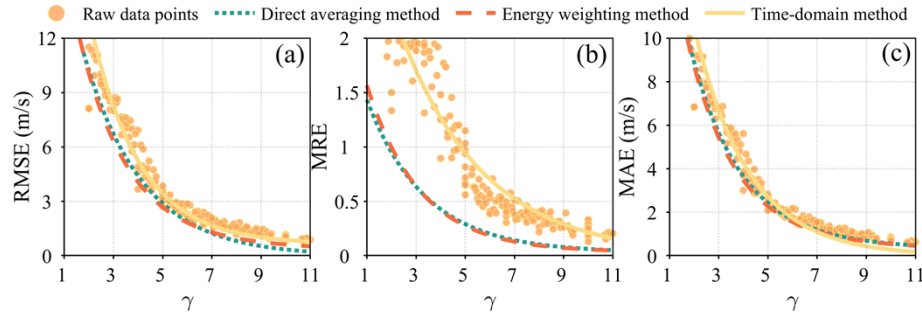 Raw data points Direct averaging method Energy weighting method Time-domain method
(a)
RMSE (m/s)
12
9
6
3
0
1 3 5 7 9 11
γ
(b)
MRE
2
1.5
1
0.5
0
1 3 5 7 9 11
γ
(c)
MAE (m/s)
10
8
6
4
2
0
1 3 5 7 9 11
γ